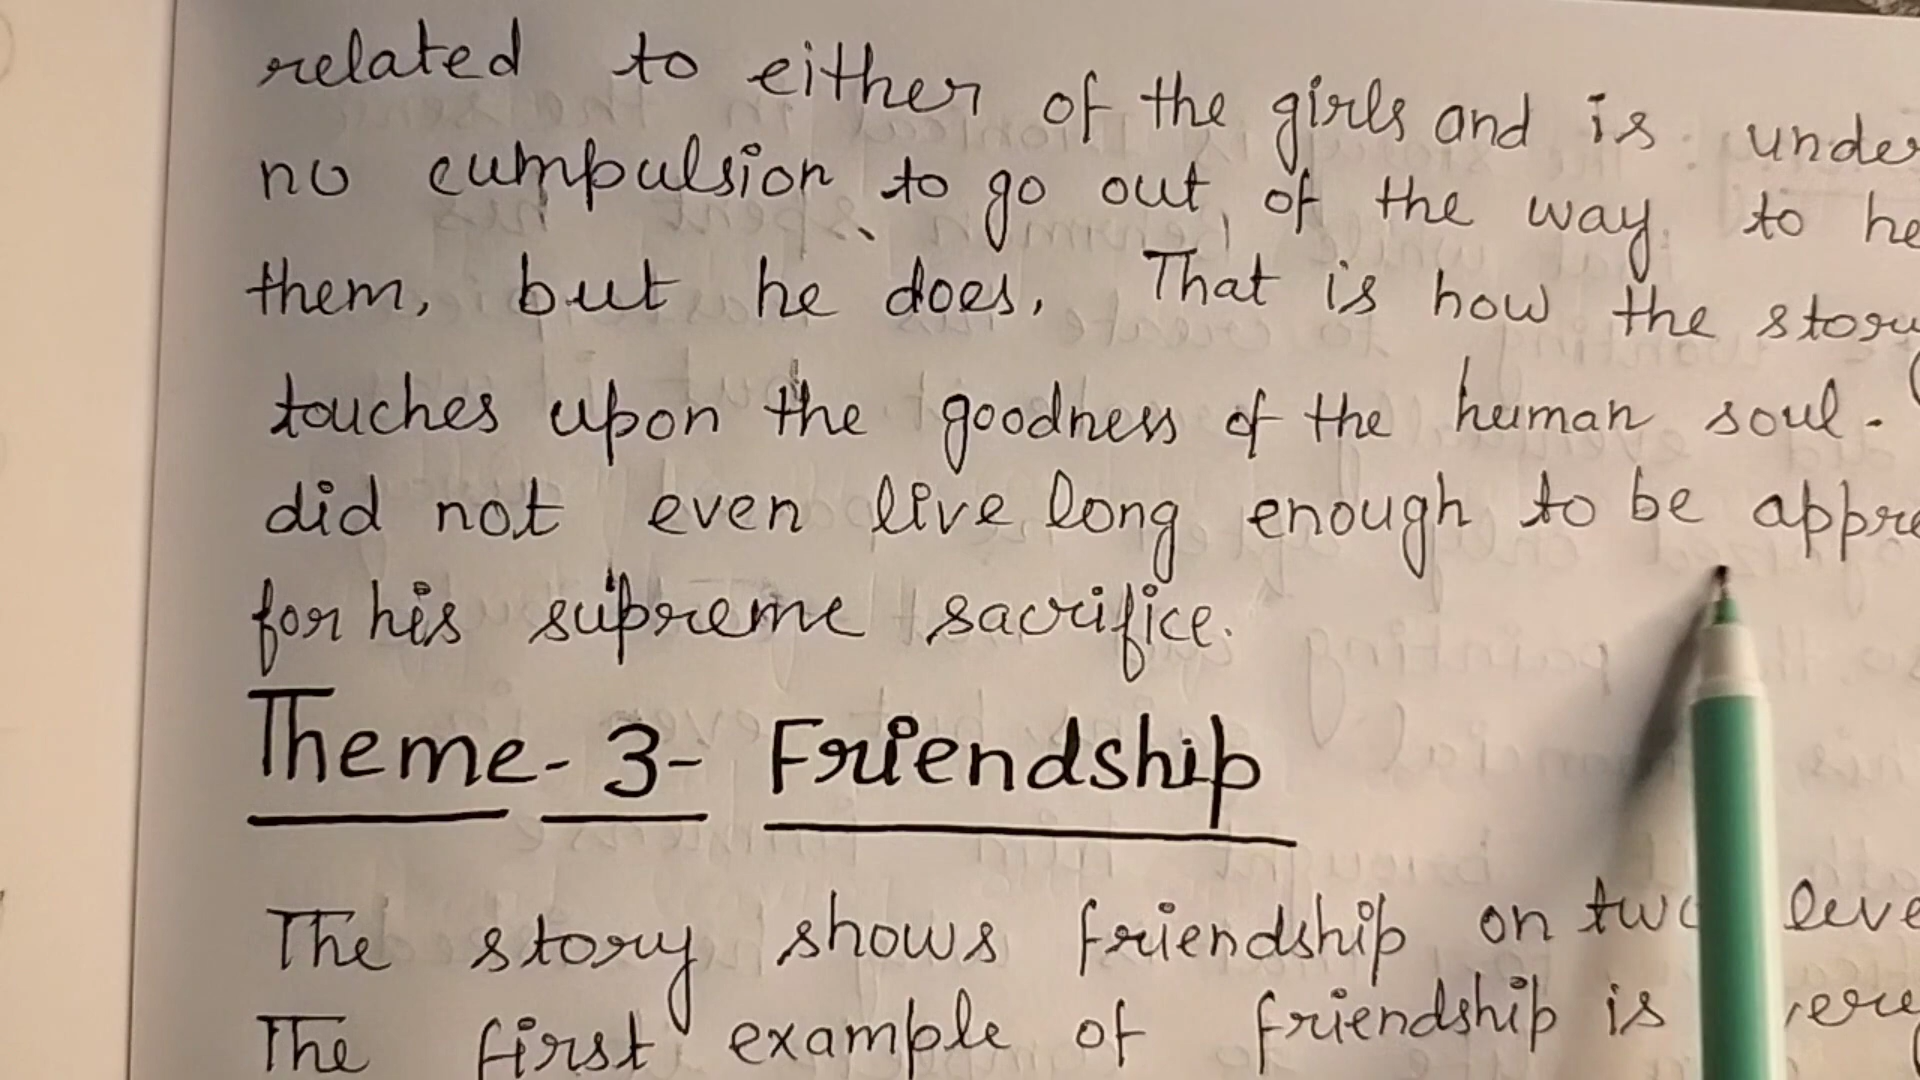 related to either of the girls and is under
no cumpulsion to go out of the way to he
them, but he does. That is how the story
touches upon the goodness of the human soul.
did not even live long enough to be appre
for his supreme sacrifice.
Theme-3- Friendship
The story shows friendship on two leve
The first example of friendship is very